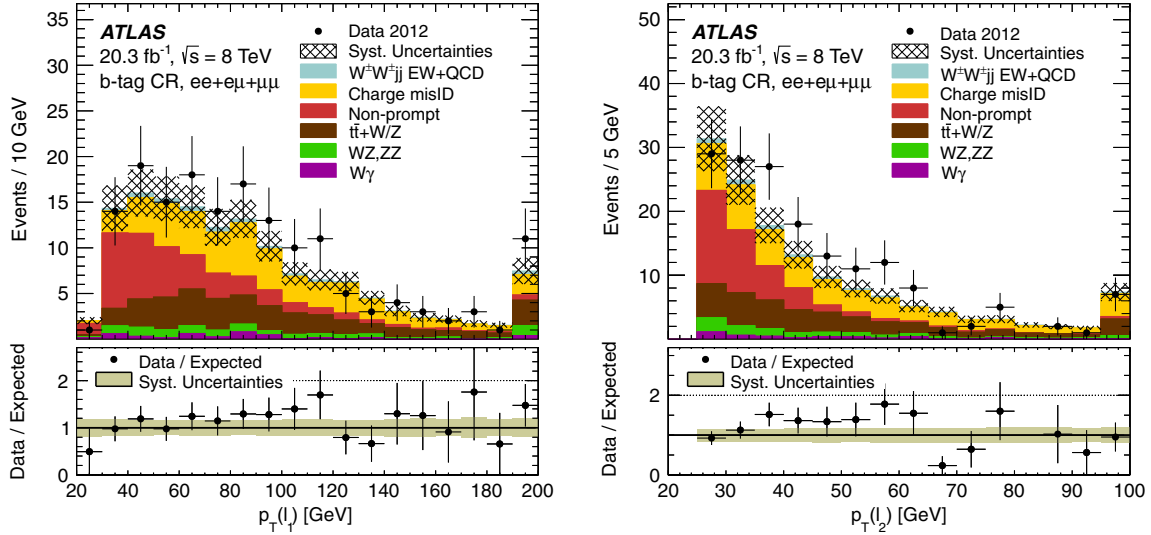 ATLAS
20.3 fb⁻¹, √s = 8 TeV
b-tag CR, ee+eμ+μμ
Data 2012
Syst. Uncertainties
W±W±jj EW+QCD
Charge misID
Non-prompt
tt̄+W/Z
WZ,ZZ
Wγ
Events / 10 GeV
35
30
25
20
15
10
5
Data / Expected
Syst. Uncertainties
Data / Expected
2
1
0
20 40 60 80 100 120 140 160 180 200
p_T(l_1) [GeV]
ATLAS
20.3 fb⁻¹, √s = 8 TeV
b-tag CR, ee+eμ+μμ
Data 2012
Syst. Uncertainties
W±W±jj EW+QCD
Charge misID
Non-prompt
tt̄+W/Z
WZ,ZZ
Wγ
Events / 5 GeV
50
40
30
20
10
Data / Expected
Syst. Uncertainties
Data / Expected
2
1
0
20 30 40 50 60 70 80 90 100
p_T(l_2) [GeV]